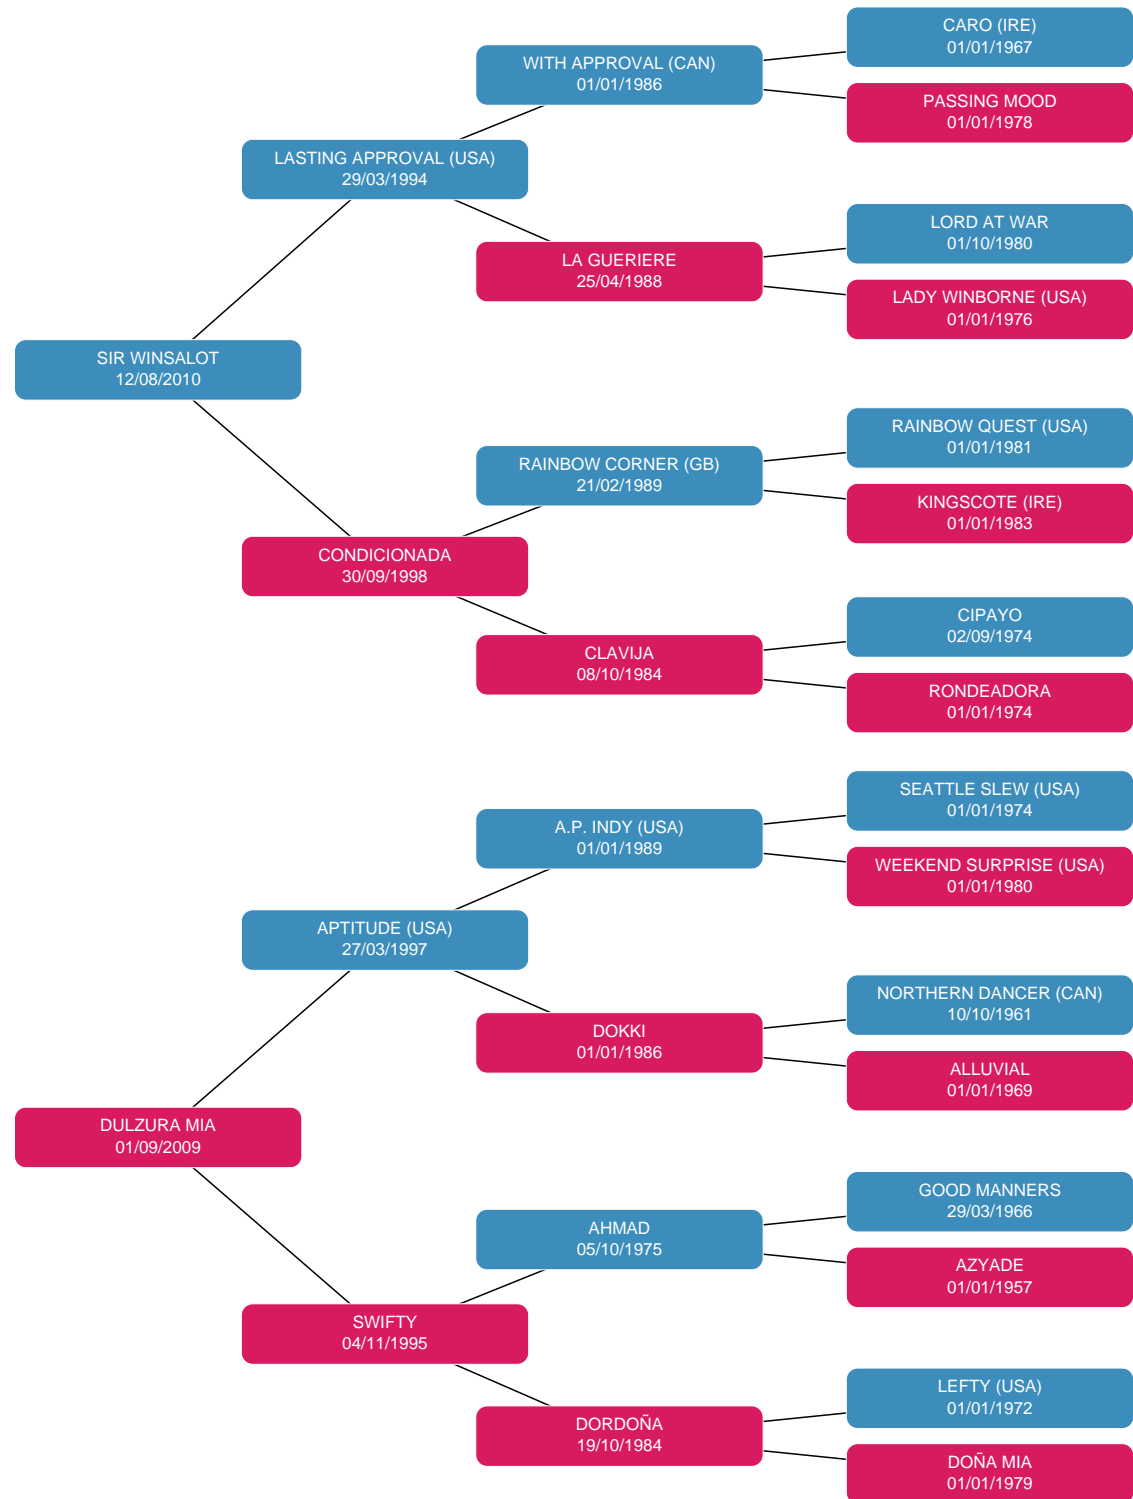 CARO (IRE)
01/01/1967
WITH APPROVAL (CAN)
01/01/1986
PASSING MOOD
01/01/1978
LASTING APPROVAL (USA)
29/03/1994
LORD AT WAR
01/10/1980
LA GUERIERE
25/04/1988
LADY WINBORNE (USA)
01/01/1976
SIR WINSALOT
12/08/2010
RAINBOW QUEST (USA)
01/01/1981
RAINBOW CORNER (GB)
21/02/1989
KINGSCOTE (IRE)
01/01/1983
CONDICIONADA
30/09/1998
CIPAYO
02/09/1974
CLAVIJA
08/10/1984
RONDEADORA
01/01/1974
SEATTLE SLEW (USA)
01/01/1974
A.P. INDY (USA)
01/01/1989
WEEKEND SURPRISE (USA)
01/01/1980
APTITUDE (USA)
27/03/1997
NORTHERN DANCER (CAN)
10/10/1961
DOKKI
01/01/1986
ALLUVIAL
01/01/1969
DULZURA MIA
01/09/2009
GOOD MANNERS
29/03/1966
AHMAD
05/10/1975
AZYADE
01/01/1957
SWIFTY
04/11/1995
LEFTY (USA)
01/01/1972
DORDOÑA
19/10/1984
DOÑA MIA
01/01/1979